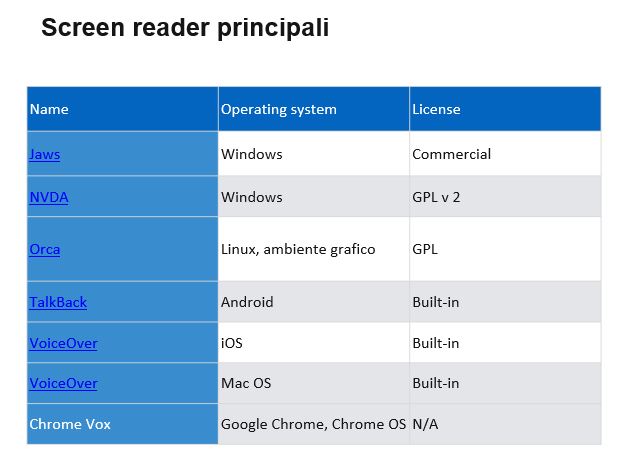 Screen reader principali
Name Operating system License
Jaws Windows Commercial
NVDA Windows GPL v 2
Orca Linux, ambiente grafico GPL
TalkBack Android Built-in
VoiceOver iOS Built-in
VoiceOver Mac OS Built-in
Chrome Vox Google Chrome, Chrome OS N/A